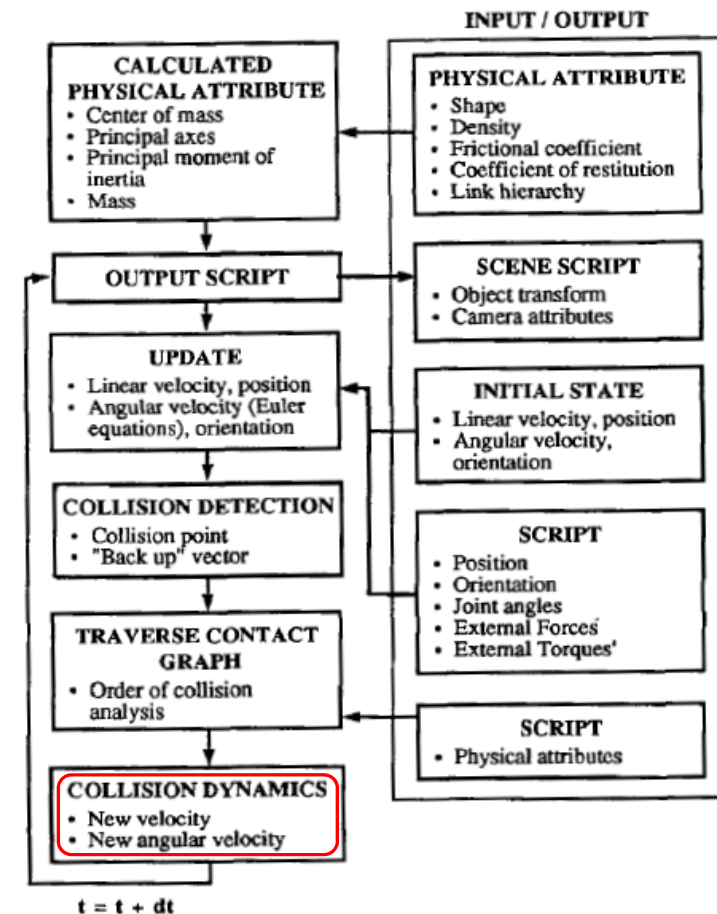 INPUT / OUTPUT
CALCULATED
PHYSICAL ATTRIBUTE
• Center of mass
• Principal axes
• Principal moment of
inertia
• Mass
PHYSICAL ATTRIBUTE
• Shape
• Density
• Frictional coefficient
• Coefficient of restitution
• Link hierarchy
OUTPUT SCRIPT
SCENE SCRIPT
• Object transform
• Camera attributes
UPDATE
• Linear velocity, position
• Angular velocity (Euler
equations), orientation
INITIAL STATE
• Linear velocity, position
• Angular velocity,
orientation
COLLISION DETECTION
• Collision point
• "Back up" vector
SCRIPT
• Position
• Orientation
• Joint angles
• External Forces
• External Torques
TRAVERSE CONTACT
GRAPH
• Order of collision
analysis
SCRIPT
• Physical attributes
COLLISION DYNAMICS
• New velocity
• New angular velocity
t = t + dt